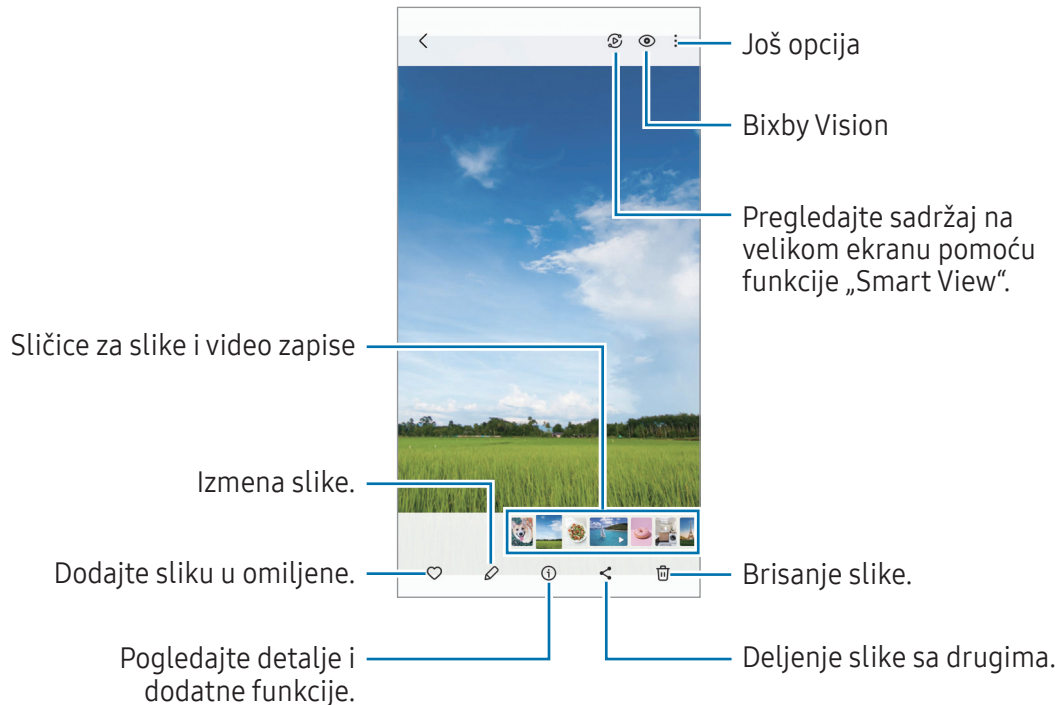 Još opcija
Bixby Vision
Pregledajte sadržaj na
velikom ekranu pomoću
funkcije „Smart View“.
Sličice za slike i video zapise
Izmena slike.
Dodajte sliku u omiljene.
Brisanje slike.
Pogledajte detalje i
dodatne funkcije.
Deljenje slike sa drugima.